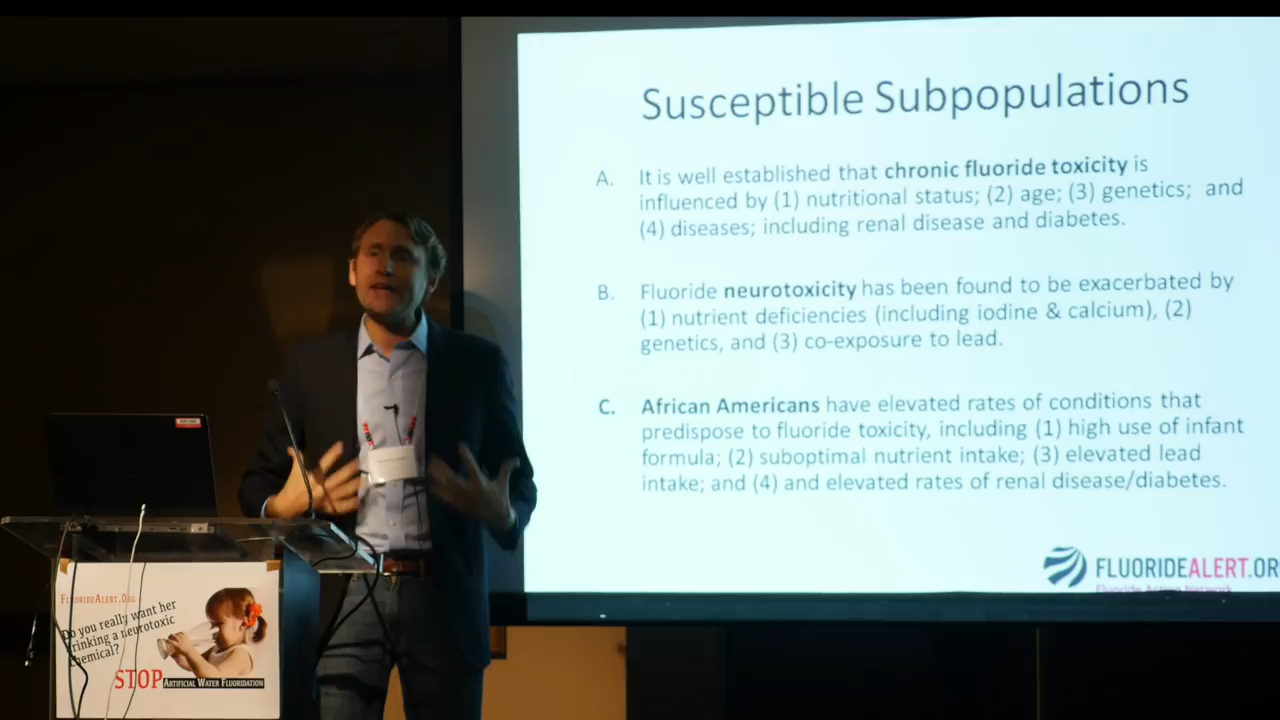 Susceptible Subpopulations
A. It is well established that chronic fluoride toxicity is
influenced by (1) nutritional status; (2) age; (3) genetics; and
(4) diseases; including renal disease and diabetes.
B. Fluoride neurotoxicity has been found to be exacerbated by
(1) nutrient deficiencies (including iodine & calcium), (2)
genetics, and (3) co-exposure to lead.
C. African Americans have elevated rates of conditions that
predispose to fluoride toxicity, including (1) high use of infant
formula; (2) suboptimal nutrient intake; (3) elevated lead
intake; and (4) and elevated rates of renal disease/diabetes.
FLUORIDEALERT.OR
Fluoride Action Network
FLUORIDEALERT.ORG
Do you really want her
drinking a neurotoxic
chemical?
STOP ARTIFICIAL WATER FLUORIDATION